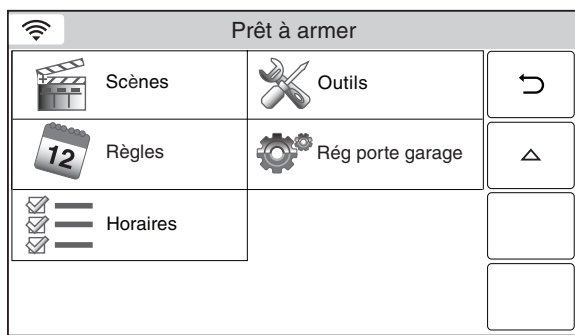 Prêt à armer
Scènes
Outils
12
Règles
Rég porte garage
Horaires